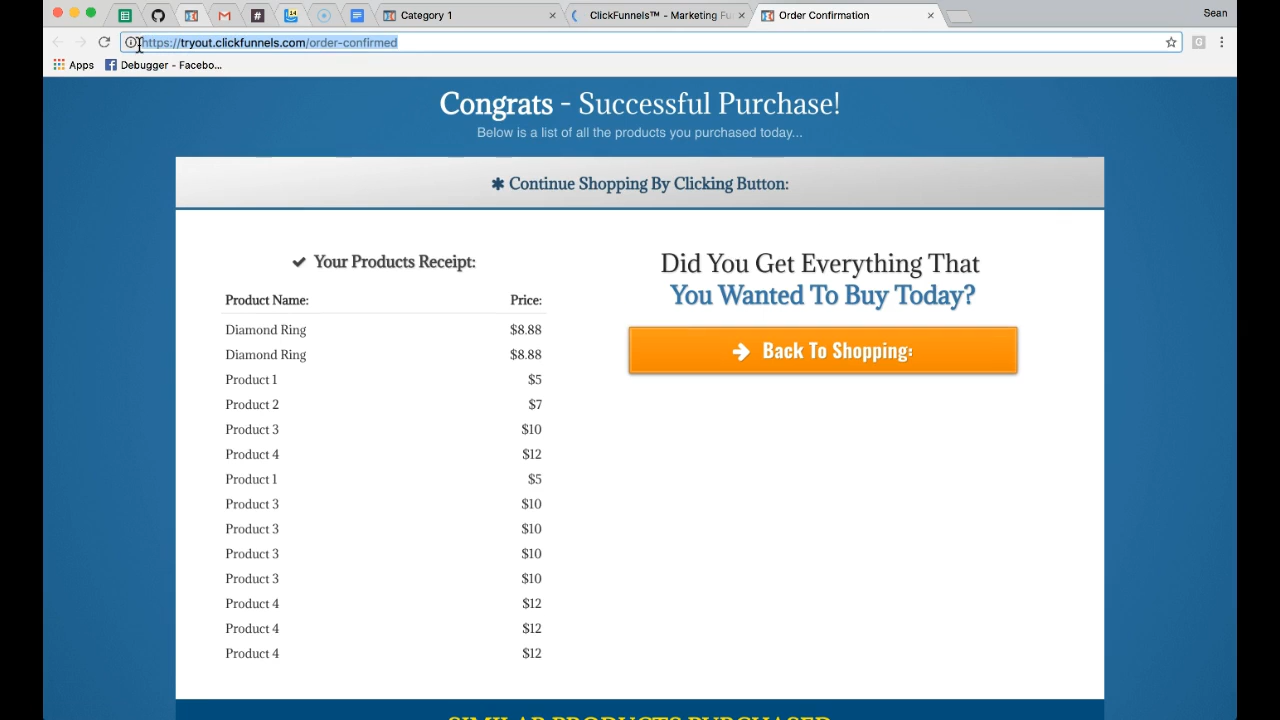 Category 1
ClickFunnels™ - Marketing Fu
Order Confirmation
Sean
https://tryout.clickfunnels.com/order-confirmed
Apps
Debugger - Facebo...
Congrats - Successful Purchase!
Below is a list of all the products you purchased today...
✱ Continue Shopping By Clicking Button:
✔ Your Products Receipt:
Product Name: Price:
Diamond Ring $8.88
Diamond Ring $8.88
Product 1 $5
Product 2 $7
Product 3 $10
Product 4 $12
Product 1 $5
Product 3 $10
Product 3 $10
Product 3 $10
Product 3 $10
Product 4 $12
Product 4 $12
Product 4 $12
Did You Get Everything That
You Wanted To Buy Today?
Back To Shopping:
SIMILAR PRODUCTS PURCHASED